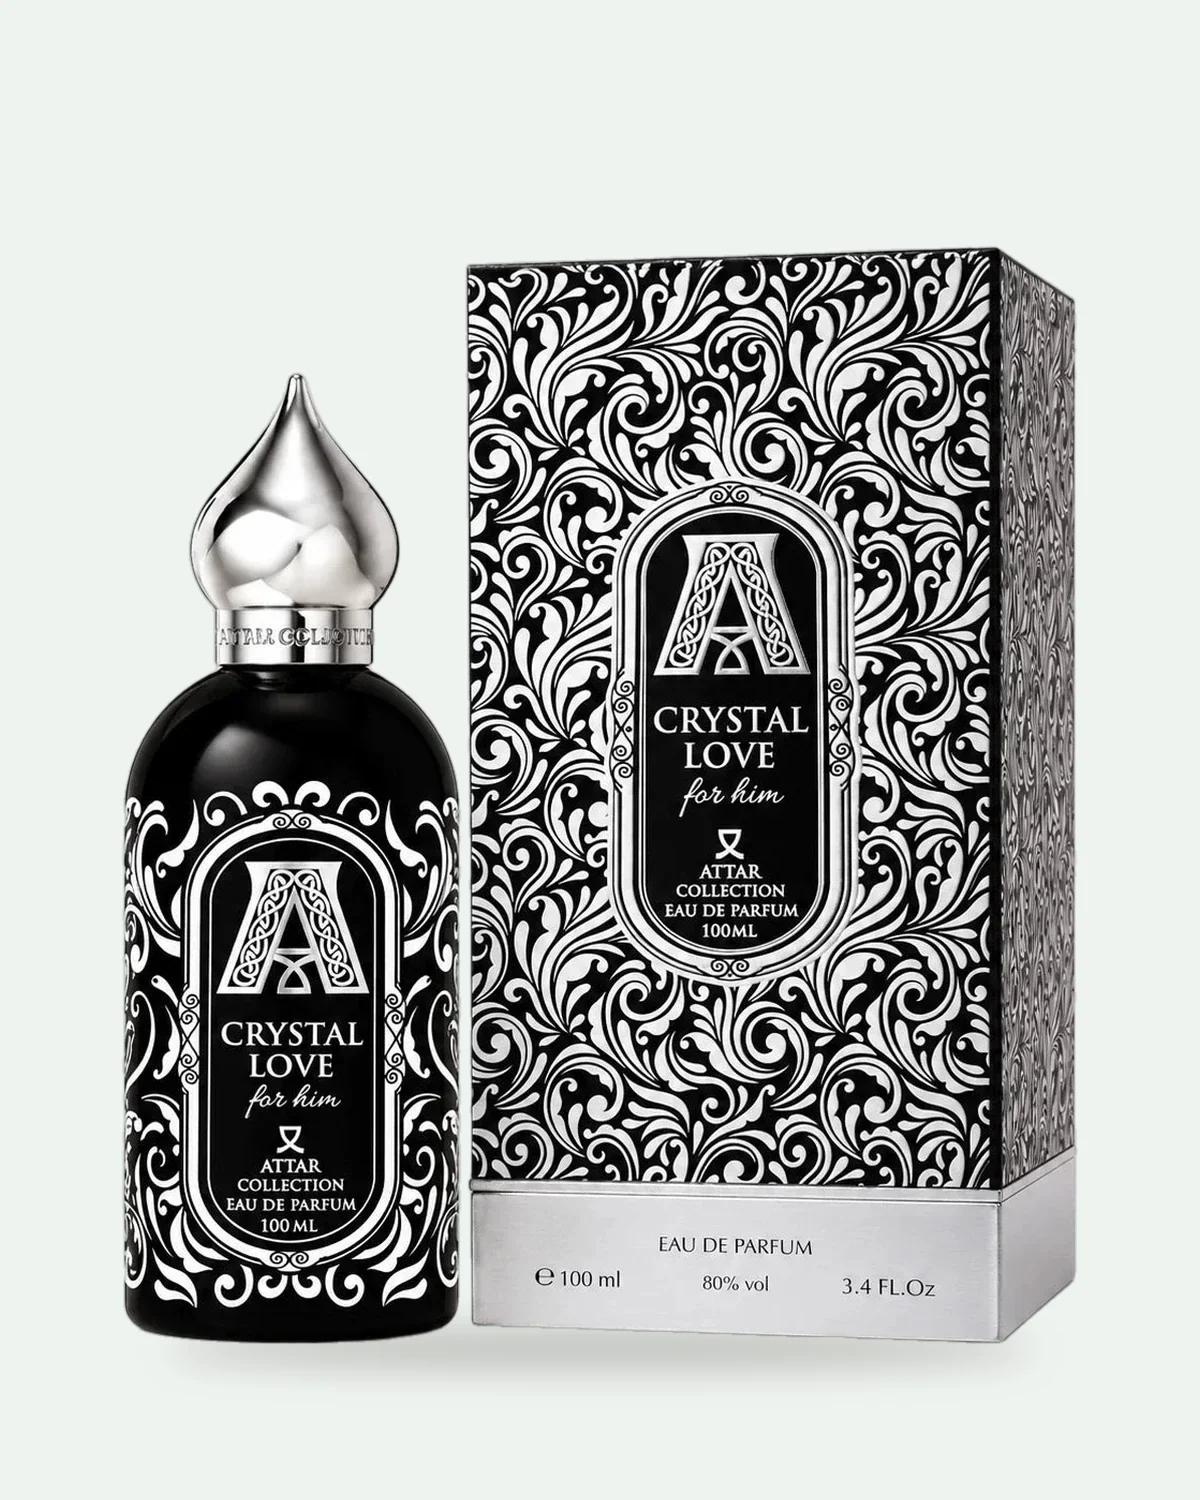 CRYSTAL
LOVE
for him
ATTAR
COLLECTION
EAU DE PARFUM
100 ML
A
CRYSTAL
LOVE
for him
ATTAR
COLLECTION
EAU DE PARFUM
100ML
EAU DE PARFUM
℮ 100 ml 80% vol 3.4 FL.Oz